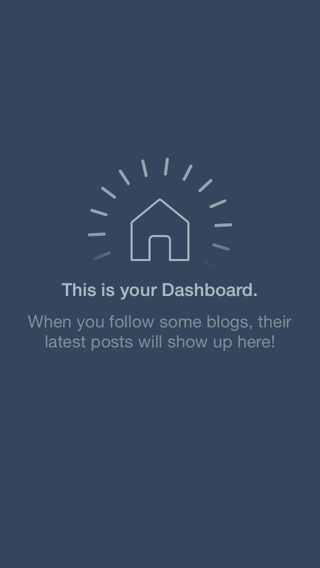 This is your Dashboard.
When you follow some blogs, their
latest posts will show up here!